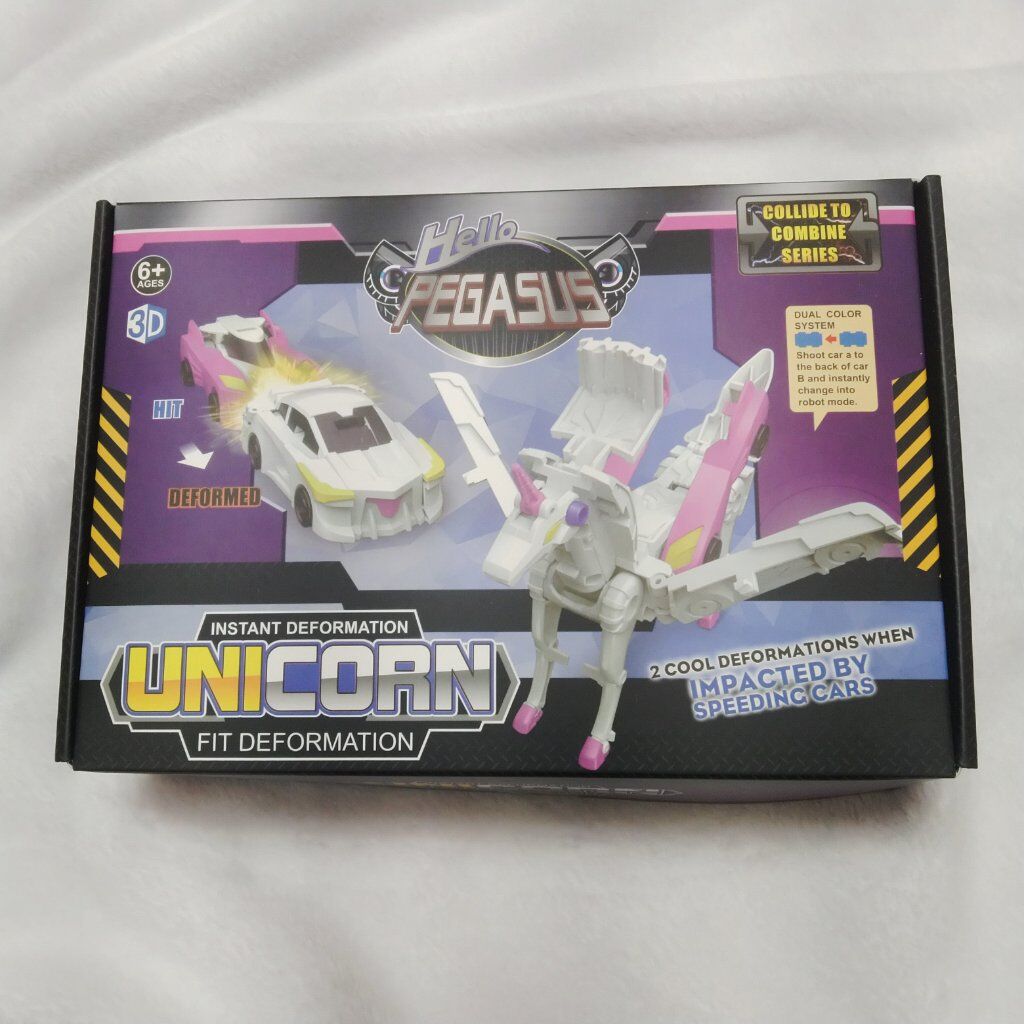 Hello
PEGASUS
COLLIDE TO
COMBINE
SERIES
6+
AGES
3D
HIT
DEFORMED
DUAL COLOR
SYSTEM
Shoot car a to
the back of car
B and instantly
change into
robot mode.
INSTANT DEFORMATION
UNICORN
FIT DEFORMATION
2 COOL DEFORMATIONS WHEN
IMPACTED BY
SPEEDING CARS